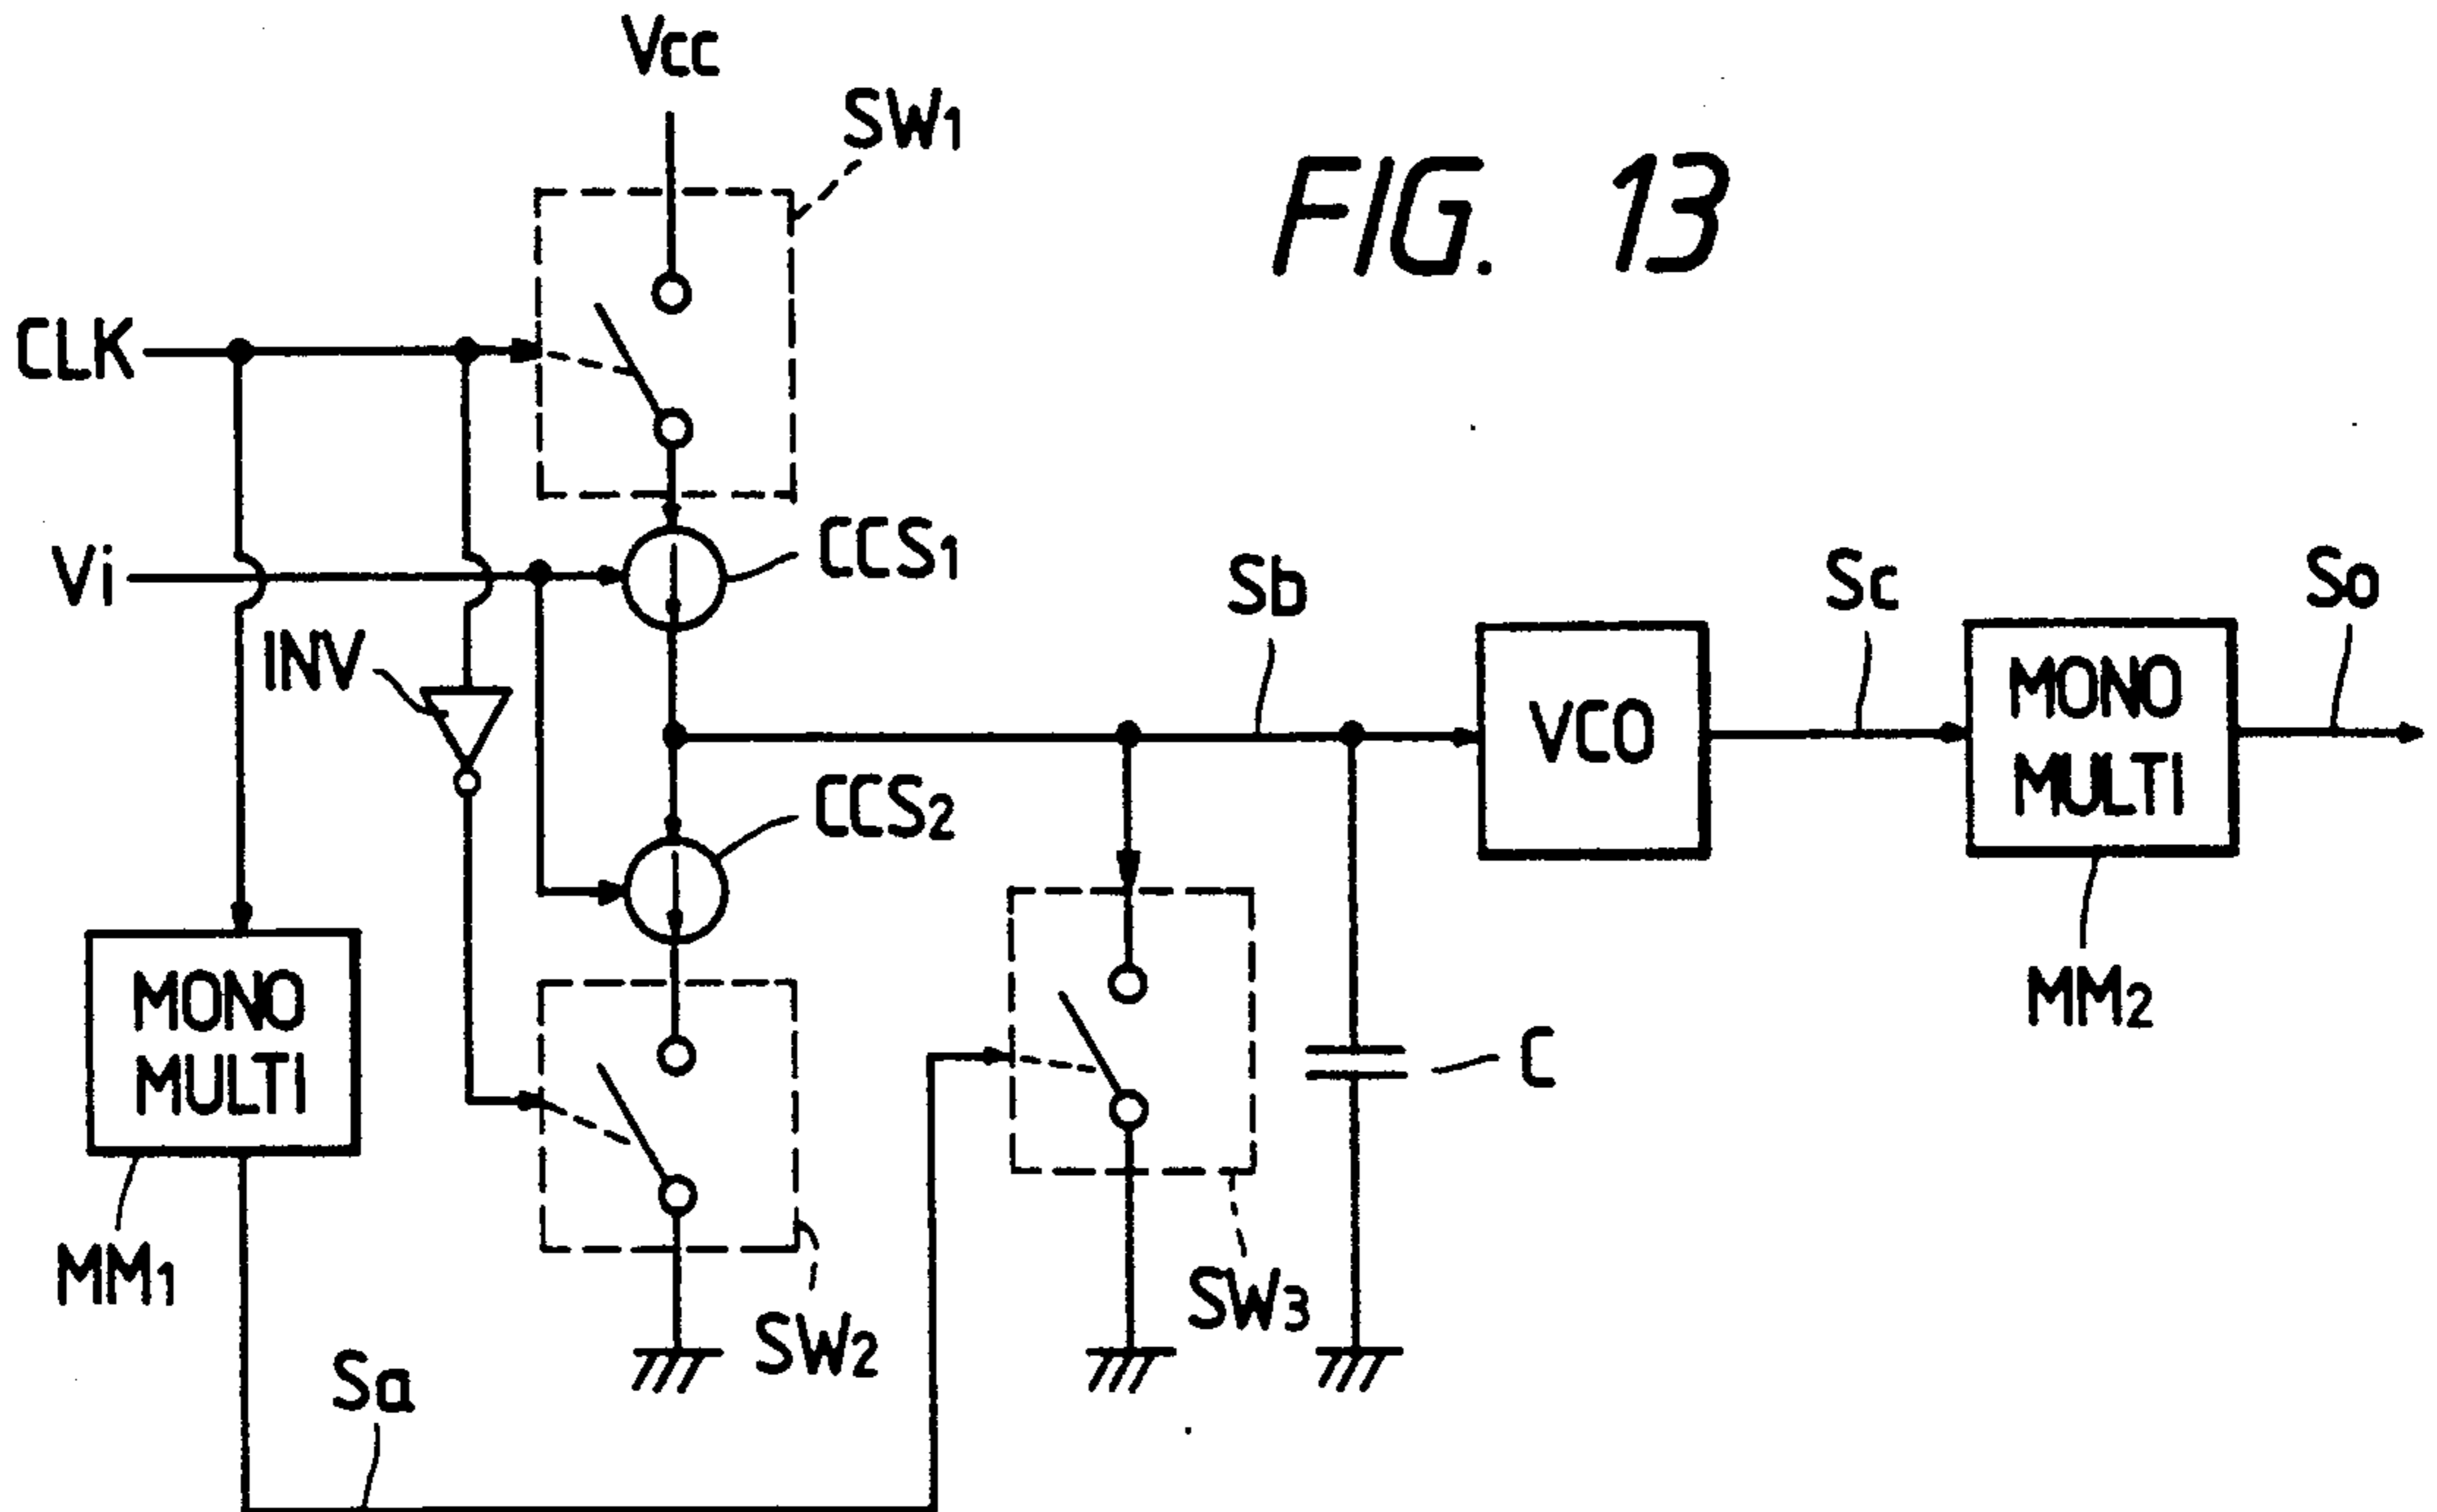 Vcc
SW1
FIG. 13
CLK
Vi
CCS1
Sb
Sc
So
INV
VCO
MONO
MULTI
CCS2
MONO
MULTI
MM2
C
MM1
SW3
SW2
Sa